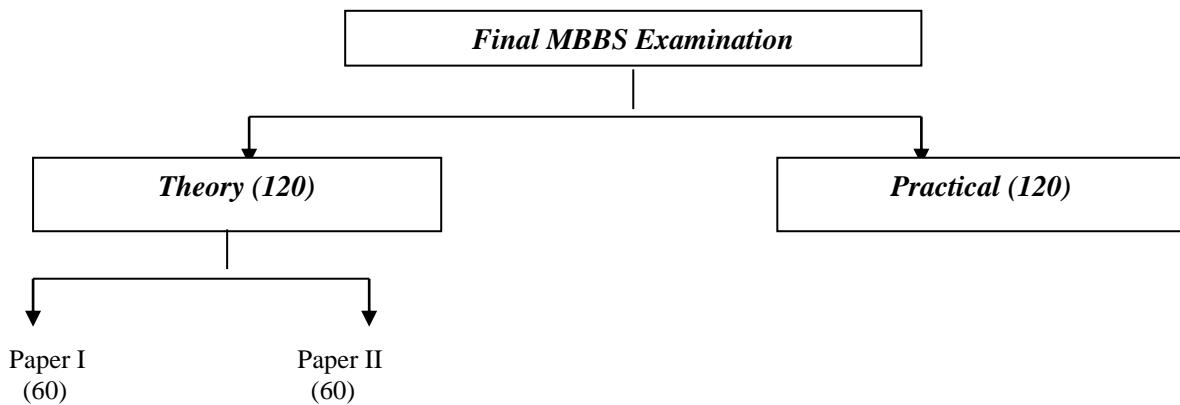 Final MBBS Examination
Theory (120)
Practical (120)
Paper I
(60)
Paper II
(60)